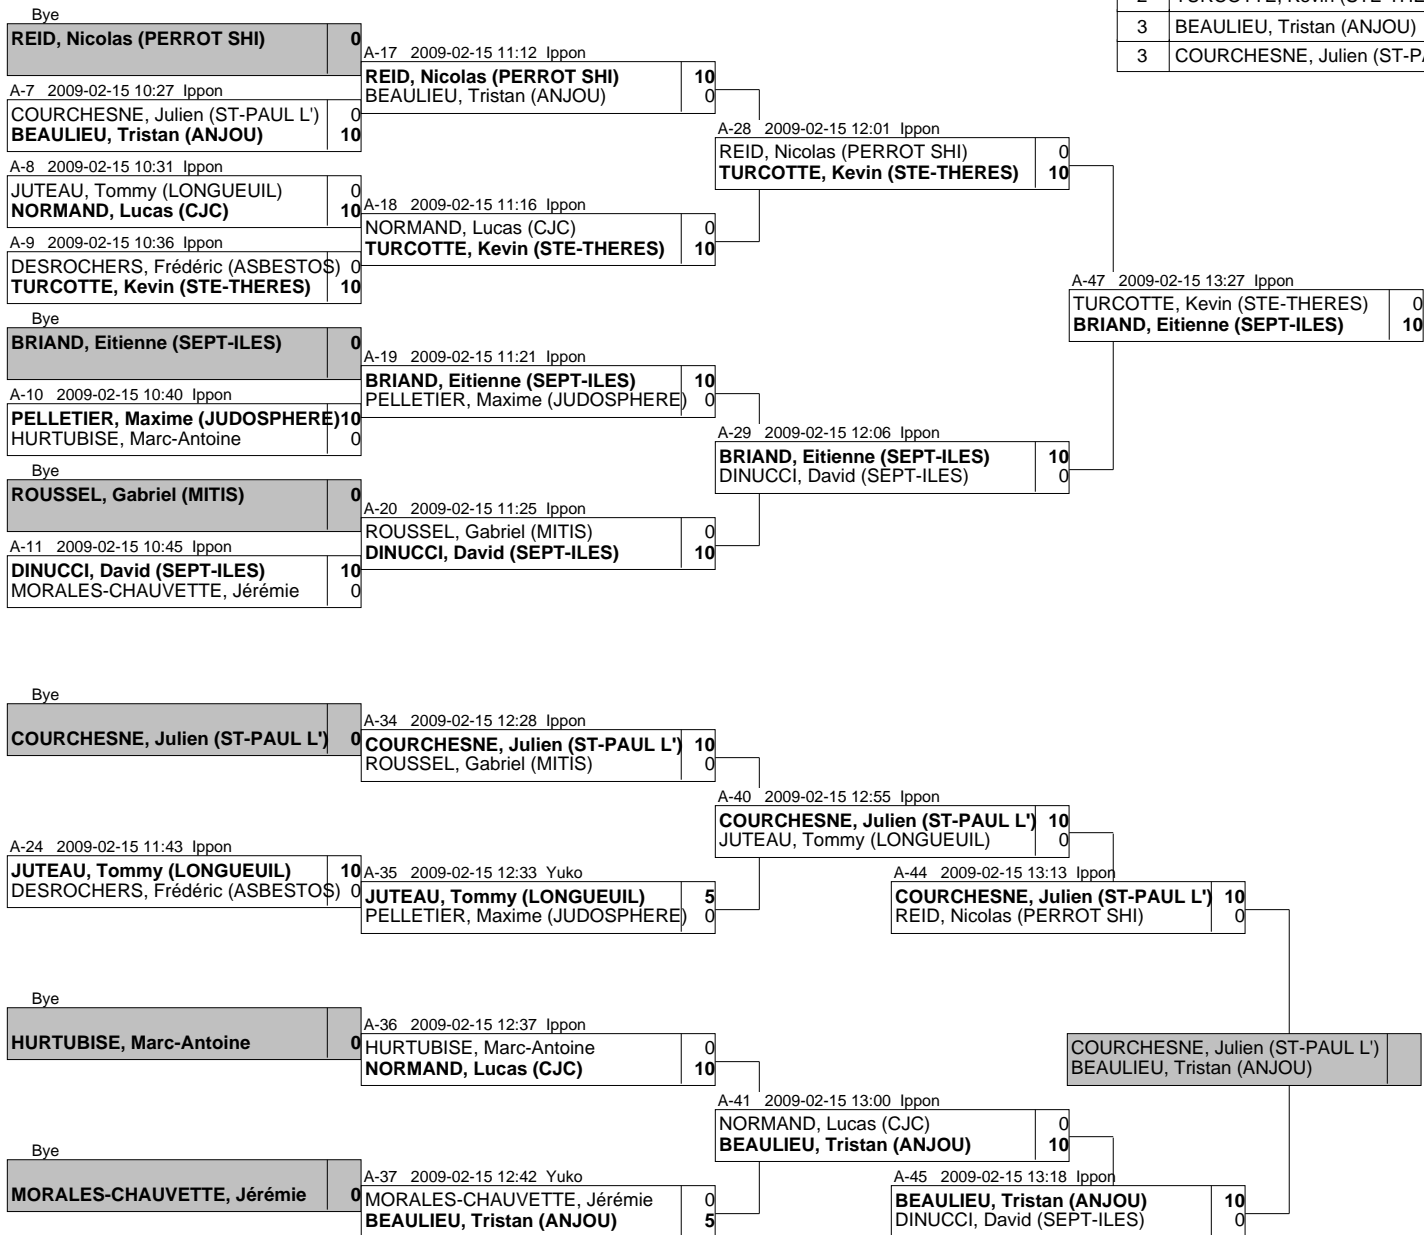 2 TURCOTTE, Kevin (STE-THE
3 BEAULIEU, Tristan (ANJOU)
3 COURCHESNE, Julien (ST-PA
Bye
REID, Nicolas (PERROT SHI) 0
A-7 2009-02-15 10:27 Ippon
COURCHESNE, Julien (ST-PAUL L') 0
BEAULIEU, Tristan (ANJOU) 10
A-8 2009-02-15 10:31 Ippon
JUTEAU, Tommy (LONGUEUIL) 0
NORMAND, Lucas (CJC) 10
A-9 2009-02-15 10:36 Ippon
DESROCHERS, Frédéric (ASBESTOS) 0
TURCOTTE, Kevin (STE-THERES) 10
Bye
BRIAND, Eitienne (SEPT-ILES) 0
A-10 2009-02-15 10:40 Ippon
PELLETIER, Maxime (JUDOSPHERE) 10
HURTUBISE, Marc-Antoine 0
Bye
ROUSSEL, Gabriel (MITIS) 0
A-11 2009-02-15 10:45 Ippon
DINUCCI, David (SEPT-ILES) 10
MORALES-CHAUVETTE, Jérémie 0
A-17 2009-02-15 11:12 Ippon
REID, Nicolas (PERROT SHI) 10
BEAULIEU, Tristan (ANJOU) 0
A-18 2009-02-15 11:16 Ippon
NORMAND, Lucas (CJC) 0
TURCOTTE, Kevin (STE-THERES) 10
A-19 2009-02-15 11:21 Ippon
BRIAND, Eitienne (SEPT-ILES) 10
PELLETIER, Maxime (JUDOSPHERE) 0
A-20 2009-02-15 11:25 Ippon
ROUSSEL, Gabriel (MITIS) 0
DINUCCI, David (SEPT-ILES) 10
A-28 2009-02-15 12:01 Ippon
REID, Nicolas (PERROT SHI) 0
TURCOTTE, Kevin (STE-THERES) 10
A-29 2009-02-15 12:06 Ippon
BRIAND, Eitienne (SEPT-ILES) 10
DINUCCI, David (SEPT-ILES) 0
A-47 2009-02-15 13:27 Ippon
TURCOTTE, Kevin (STE-THERES) 0
BRIAND, Eitienne (SEPT-ILES) 10
Bye
COURCHESNE, Julien (ST-PAUL L') 0
A-24 2009-02-15 11:43 Ippon
JUTEAU, Tommy (LONGUEUIL) 10
DESROCHERS, Frédéric (ASBESTOS) 0
Bye
HURTUBISE, Marc-Antoine 0
Bye
MORALES-CHAUVETTE, Jérémie 0
A-34 2009-02-15 12:28 Ippon
COURCHESNE, Julien (ST-PAUL L') 10
ROUSSEL, Gabriel (MITIS) 0
A-35 2009-02-15 12:33 Yuko
JUTEAU, Tommy (LONGUEUIL) 5
PELLETIER, Maxime (JUDOSPHERE) 0
A-36 2009-02-15 12:37 Ippon
HURTUBISE, Marc-Antoine 0
NORMAND, Lucas (CJC) 10
A-37 2009-02-15 12:42 Yuko
MORALES-CHAUVETTE, Jérémie 0
BEAULIEU, Tristan (ANJOU) 5
A-40 2009-02-15 12:55 Ippon
COURCHESNE, Julien (ST-PAUL L') 10
JUTEAU, Tommy (LONGUEUIL) 0
A-41 2009-02-15 13:00 Ippon
NORMAND, Lucas (CJC) 0
BEAULIEU, Tristan (ANJOU) 10
A-44 2009-02-15 13:13 Ippon
COURCHESNE, Julien (ST-PAUL L') 10
REID, Nicolas (PERROT SHI) 0
A-45 2009-02-15 13:18 Ippon
BEAULIEU, Tristan (ANJOU) 10
DINUCCI, David (SEPT-ILES) 0
COURCHESNE, Julien (ST-PAUL L')
BEAULIEU, Tristan (ANJOU)